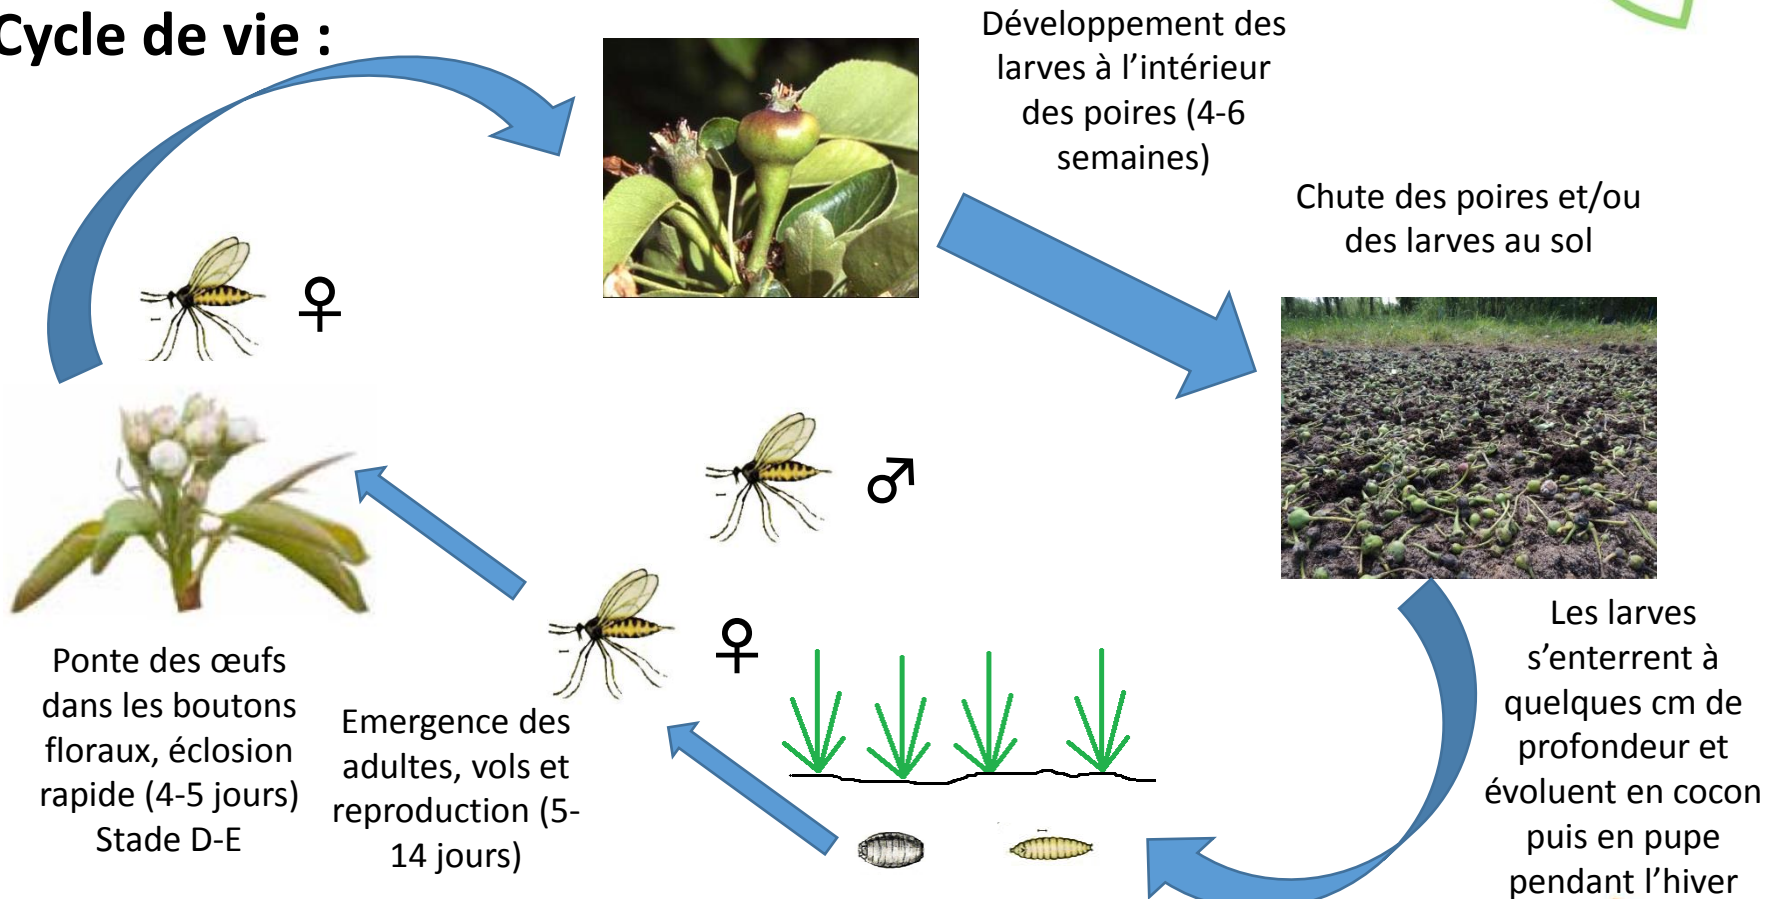 Cycle de vie :
Développement des
larves à l’intérieur
des poires (4-6
semaines)
Chute des poires et/ou
des larves au sol
Les larves
s’enterrent à
quelques cm de
profondeur et
évoluent en cocon
puis en pupe
pendant l’hiver
Emergence des
adultes, vols et
reproduction (5-
14 jours)
Ponte des œufs
dans les boutons
floraux, éclosion
rapide (4-5 jours)
Stade D-E
♀
♂
♀